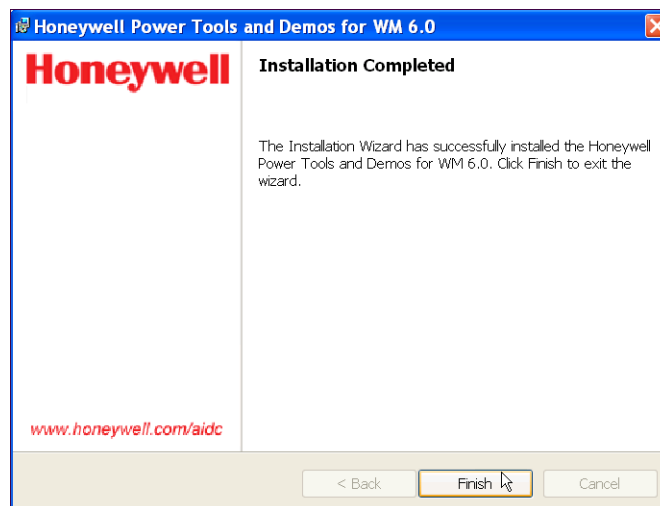 Honeywell Power Tools and Demos for WM 6.0
Honeywell
Installation Completed
The Installation Wizard has successfully installed the Honeywell
Power Tools and Demos for WM 6.0. Click Finish to exit the
wizard.
www.honeywell.com/aidc
< Back
Finish
Cancel